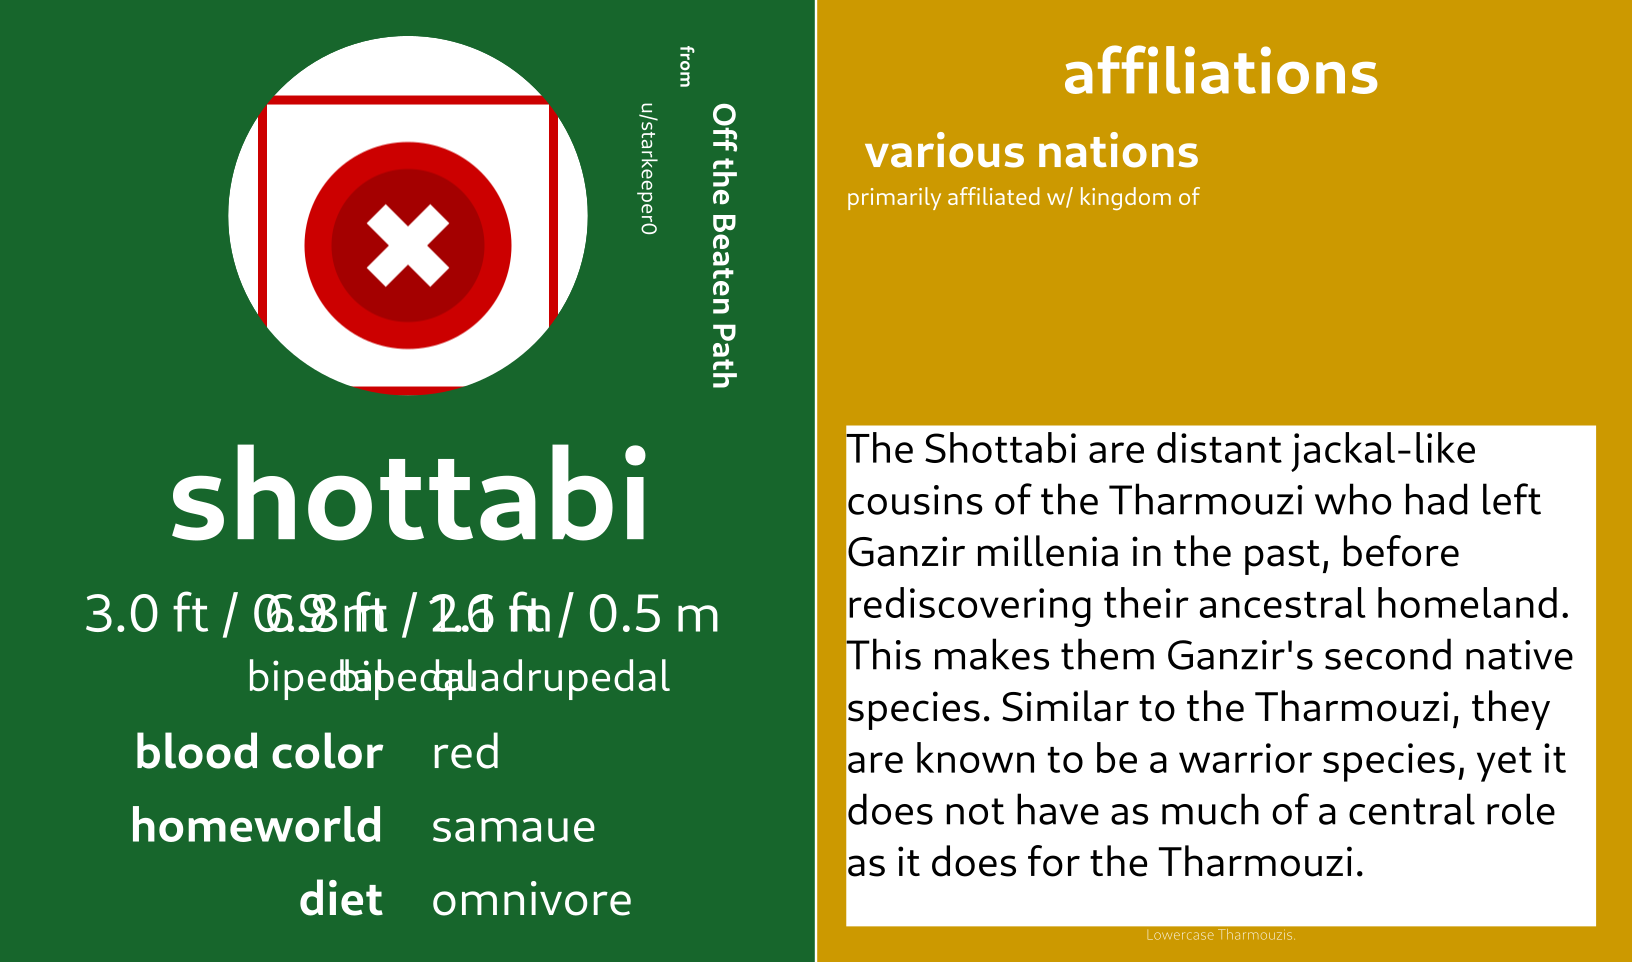 from
Off the Beaten Path
u/starkeeper0
shottabi
3.0 ft / 0.9 m
6.8 ft / 2.1 m
1.6 ft / 0.5 m
bipedal
bipedal
quadrupedal
blood color red
homeworld samaue
diet omnivore
affiliations
various nations
primarily affiliated w/ kingdom of
The Shottabi are distant jackal-like
cousins of the Tharmouzi who had left
Ganzir millenia in the past, before
rediscovering their ancestral homeland.
This makes them Ganzir's second native
species. Similar to the Tharmouzi, they
are known to be a warrior species, yet it
does not have as much of a central role
as it does for the Tharmouzi.
Lowercase Tharmouzis.